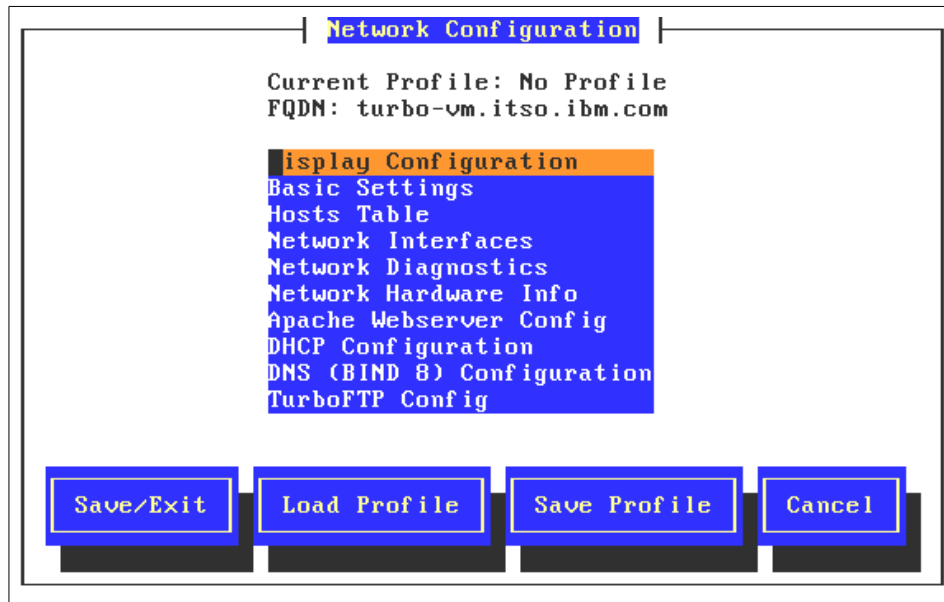 Network Configuration
Current Profile: No Profile
FQDN: turbo-vm.itso.ibm.com
isplay Configuration
Basic Settings
Hosts Table
Network Interfaces
Network Diagnostics
Network Hardware Info
Apache Webserver Config
DHCP Configuration
DNS (BIND 8) Configuration
TurboFTP Config
Save/Exit Load Profile Save Profile Cancel